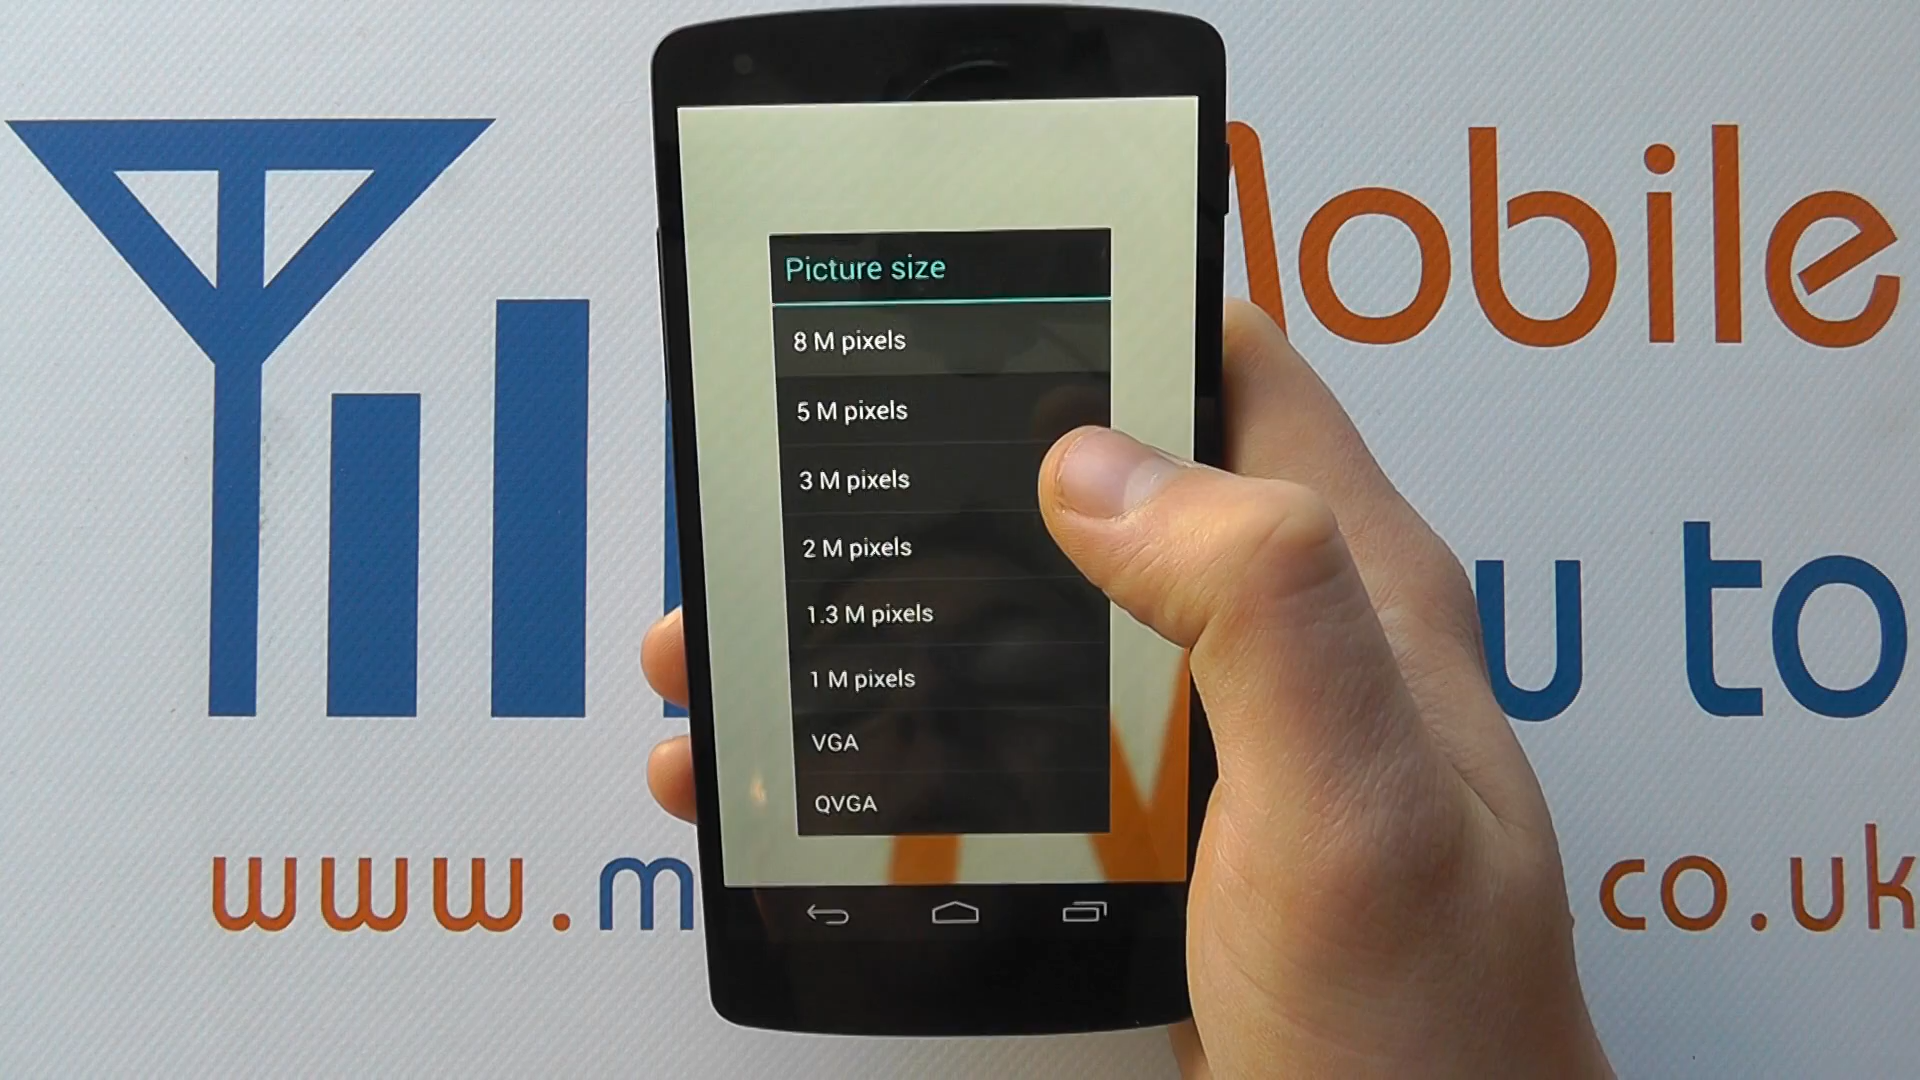 Mobile
Picture size
8 M pixels
5 M pixels
3 M pixels
2 M pixels
1.3 M pixels
1 M pixels
VGA
QVGA
to
www.m
.co.uk